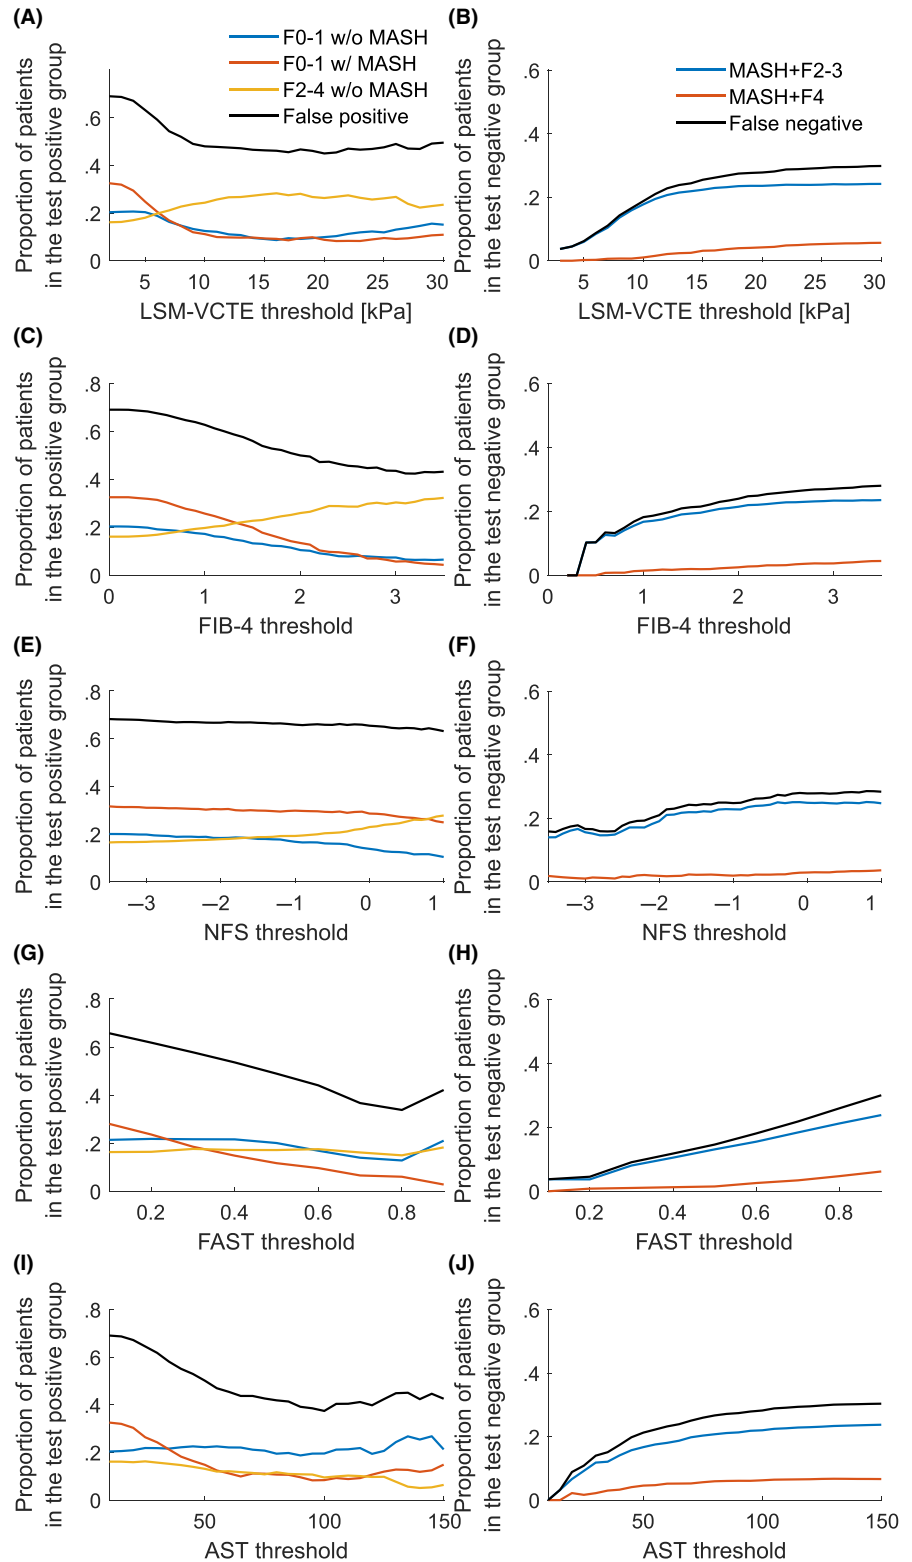 (A)
Proportion of patients
in the test positive group
F0-1 w/o MASH
F0-1 w/ MASH
F2-4 w/o MASH
False positive
.6
.4
.2
0
5 10 15 20 25 30
LSM-VCTE threshold [kPa]
(B)
Proportion of patients
in the test negative group
MASH+F2-3
MASH+F4
False negative
.6
.4
.2
0
5 10 15 20 25 30
LSM-VCTE threshold [kPa]
(C)
Proportion of patients
in the test positive group
.8
.6
.4
.2
0
0 1 2 3
FIB-4 threshold
(D)
Proportion of patients
in the test negative group
.6
.4
.2
0
0 1 2 3
FIB-4 threshold
(E)
Proportion of patients
in the test positive group
.8
.6
.4
.2
0
–3 –2 –1 0 1
NFS threshold
(F)
Proportion of patients
in the test negative group
.6
.4
.2
0
–3 –2 –1 0 1
NFS threshold
(G)
Proportion of patients
in the test positive group
.8
.6
.4
.2
0
0.2 0.4 0.6 0.8
FAST threshold
(H)
Proportion of patients
in the test negative group
.6
.4
.2
0
0.2 0.4 0.6 0.8
FAST threshold
(I)
Proportion of patients
in the test positive group
.8
.6
.4
.2
0
50 100 150
AST threshold
(J)
Proportion of patients
in the test negative group
.6
.4
.2
0
50 100 150
AST threshold